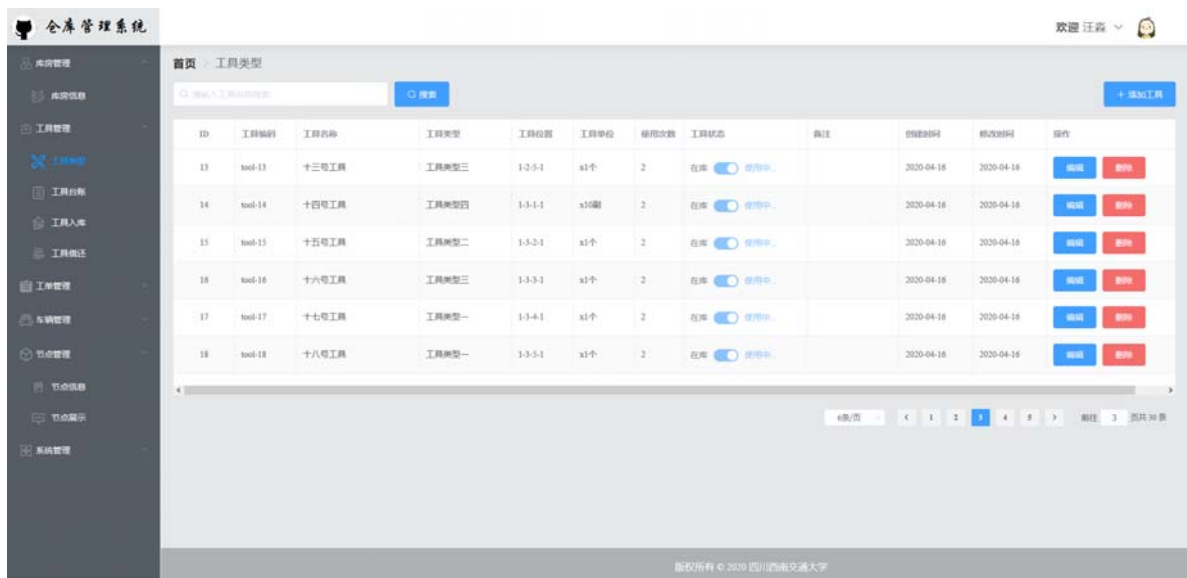 仓库管理系统
欢迎 汪淼
库房管理
库房信息
工具管理
工具类型
工具台账
工具入库
工具借还
工单管理
车辆管理
节点管理
节点信息
节点展示
系统管理
首页 工具类型
请输入工具名称搜索 搜索 + 添加工具
ID 工具编码 工具名称 工具类型 工具位置 工具单位 使用次数 工具状态 备注 创建时间 修改时间 操作
13 tool-13 十三号工具 工具类型三 1-2-5-1 x1个 2 在库 使用中.. 2020-04-16 2020-04-16 编辑 删除
14 tool-14 十四号工具 工具类型四 1-3-1-1 x10副 2 在库 使用中.. 2020-04-16 2020-04-16 编辑 删除
15 tool-15 十五号工具 工具类型二 1-3-2-1 x1个 2 在库 使用中.. 2020-04-16 2020-04-16 编辑 删除
16 tool-16 十六号工具 工具类型三 1-3-3-1 x1个 2 在库 使用中.. 2020-04-16 2020-04-16 编辑 删除
17 tool-17 十七号工具 工具类型一 1-3-4-1 x1个 2 在库 使用中.. 2020-04-16 2020-04-16 编辑 删除
18 tool-18 十八号工具 工具类型一 1-3-5-1 x1个 2 在库 使用中.. 2020-04-16 2020-04-16 编辑 删除
6条/页 < 1 2 3 4 5 > 前往 3 页共 30 条
版权所有 © 2020 四川西南交通大学